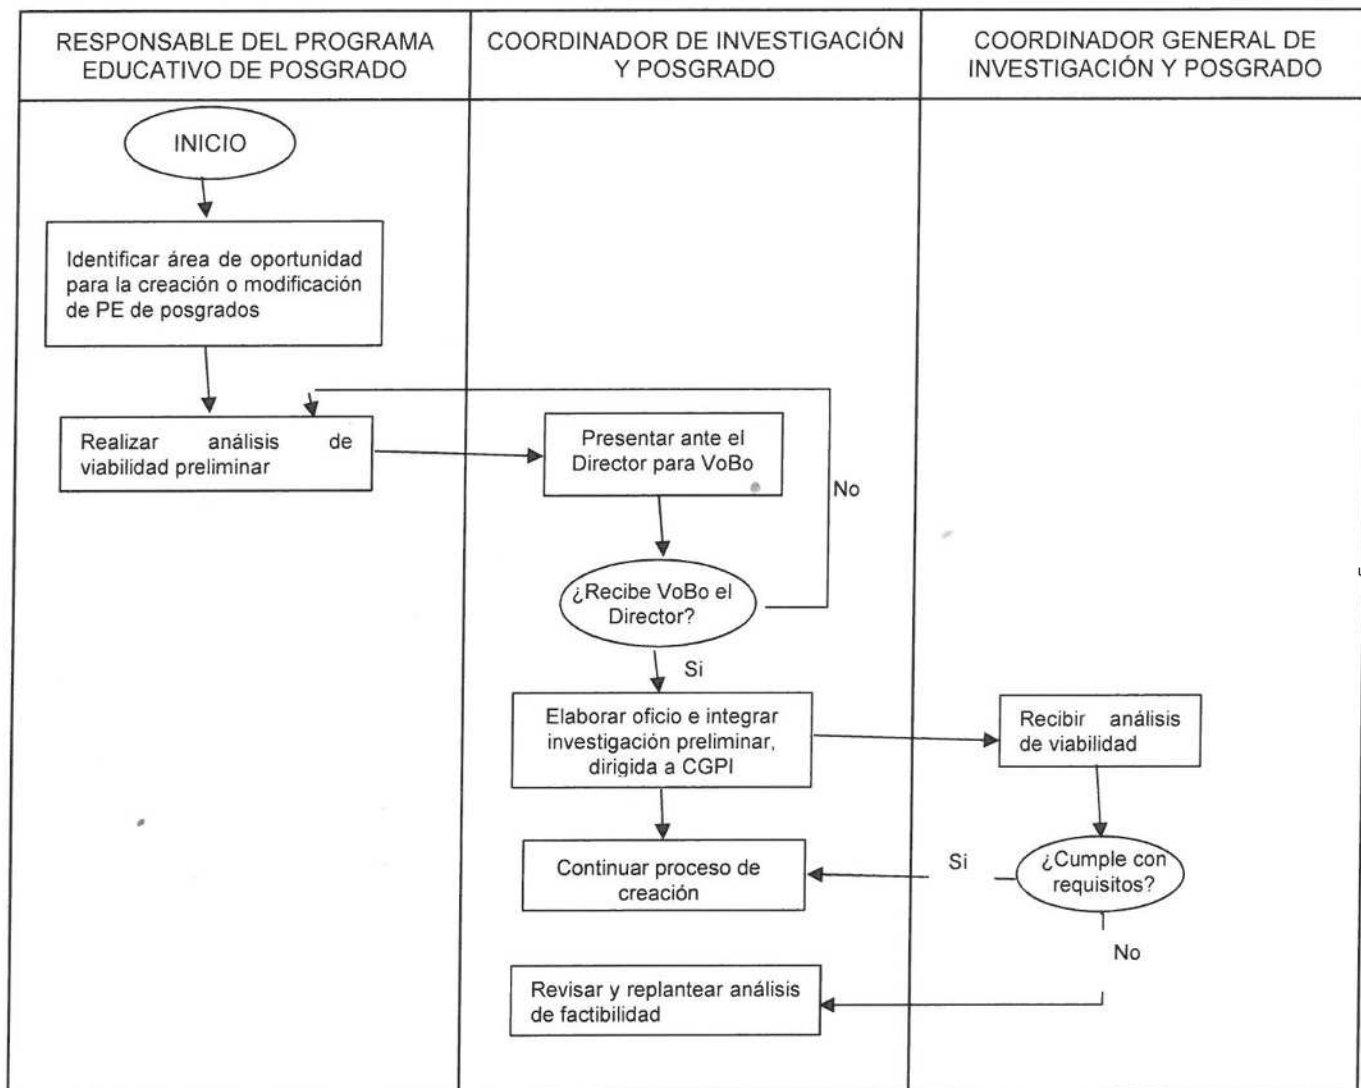 RESPONSABLE DEL PROGRAMA
EDUCATIVO DE POSGRADO
COORDINADOR DE INVESTIGACIÓN
Y POSGRADO
COORDINADOR GENERAL DE
INVESTIGACIÓN Y POSGRADO
INICIO
Identificar área de oportunidad
para la creación o modificación
de PE de posgrados
Realizar análisis de
viabilidad preliminar
Presentar ante el
Director para VoBo
No
¿Recibe VoBo el
Director?
Si
Elaborar oficio e integrar
investigación preliminar,
dirigida a CGPI
Recibir análisis
de viabilidad
Continuar proceso de
creación
Si
¿Cumple con
requisitos?
No
Revisar y replantear análisis
de factibilidad